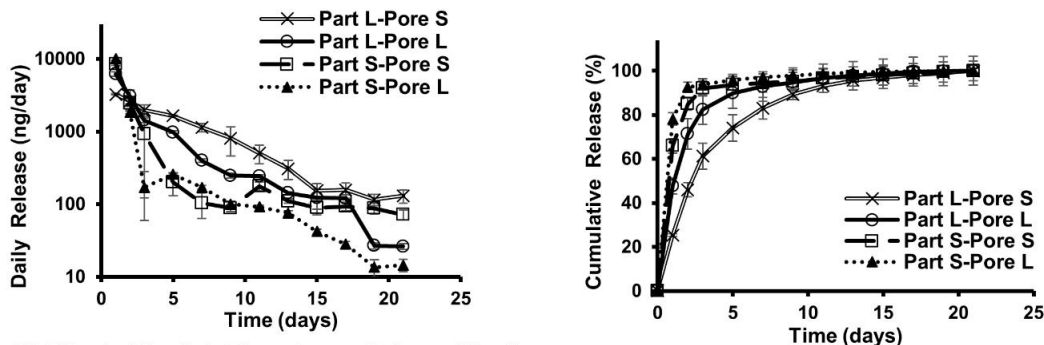 Daily Release (ng/day)
10000
1000
100
10
0
5
10
15
20
25
Time (days)
Part L-Pore S
Part L-Pore L
Part S-Pore S
Part S-Pore L
Cumulative Release (%)
100
80
60
40
20
0
0
5
10
15
20
25
Time (days)
Part L-Pore S
Part L-Pore L
Part S-Pore S
Part S-Pore L